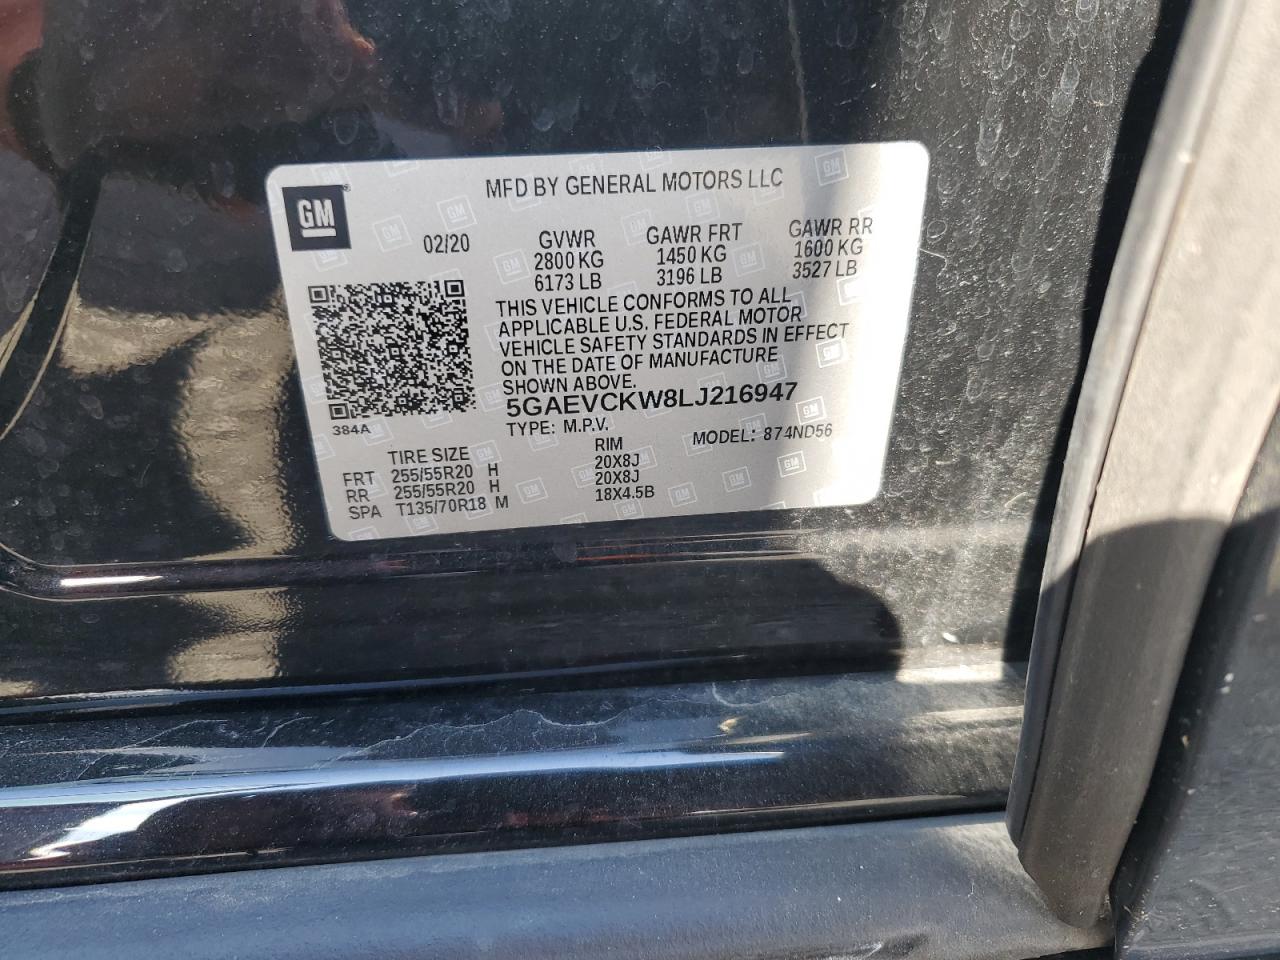 GM
MFD BY GENERAL MOTORS LLC
02/20 GVWR GAWR FRT GAWR RR
2800 KG 1450 KG 1600 KG
6173 LB 3196 LB 3527 LB
THIS VEHICLE CONFORMS TO ALL
APPLICABLE U.S. FEDERAL MOTOR
VEHICLE SAFETY STANDARDS IN EFFECT
ON THE DATE OF MANUFACTURE
SHOWN ABOVE.
5GAEVCKW8LJ216947
384A
TYPE: M.P.V. MODEL: 874ND56
TIRE SIZE RIM
FRT 255/55R20 H 20X8J
RR 255/55R20 H 20X8J
SPA T135/70R18 M 18X4.5B